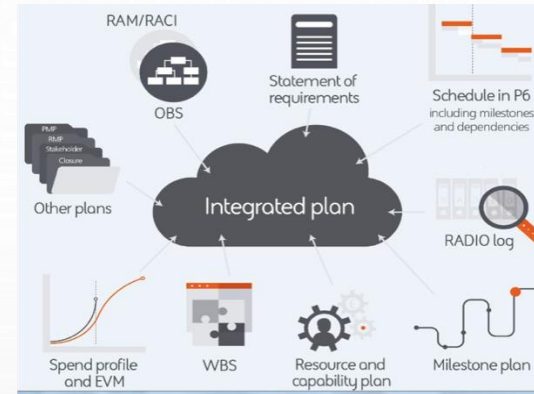 RAM/RACI
OBS
Statement of
requirements
Schedule in P6
including milestones
and dependencies
PMP
RMP
Stakeholder
Closure
Other plans
Integrated plan
RADIO log
Spend profile
and EVM
WBS
Resource and
capability plan
Milestone plan